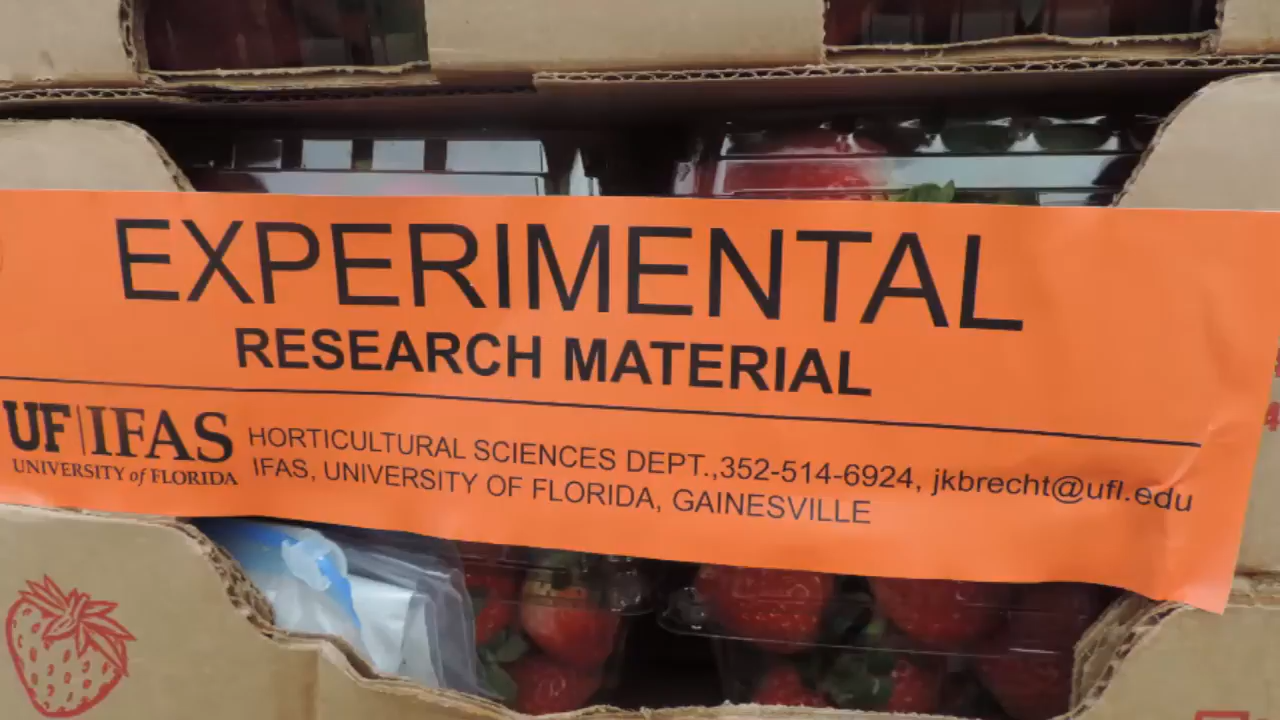 EXPERIMENTAL
RESEARCH MATERIAL
UF|IFAS
UNIVERSITY of FLORIDA
HORTICULTURAL SCIENCES DEPT.,352-514-6924, jkbrecht@ufl.edu
IFAS, UNIVERSITY OF FLORIDA, GAINESVILLE